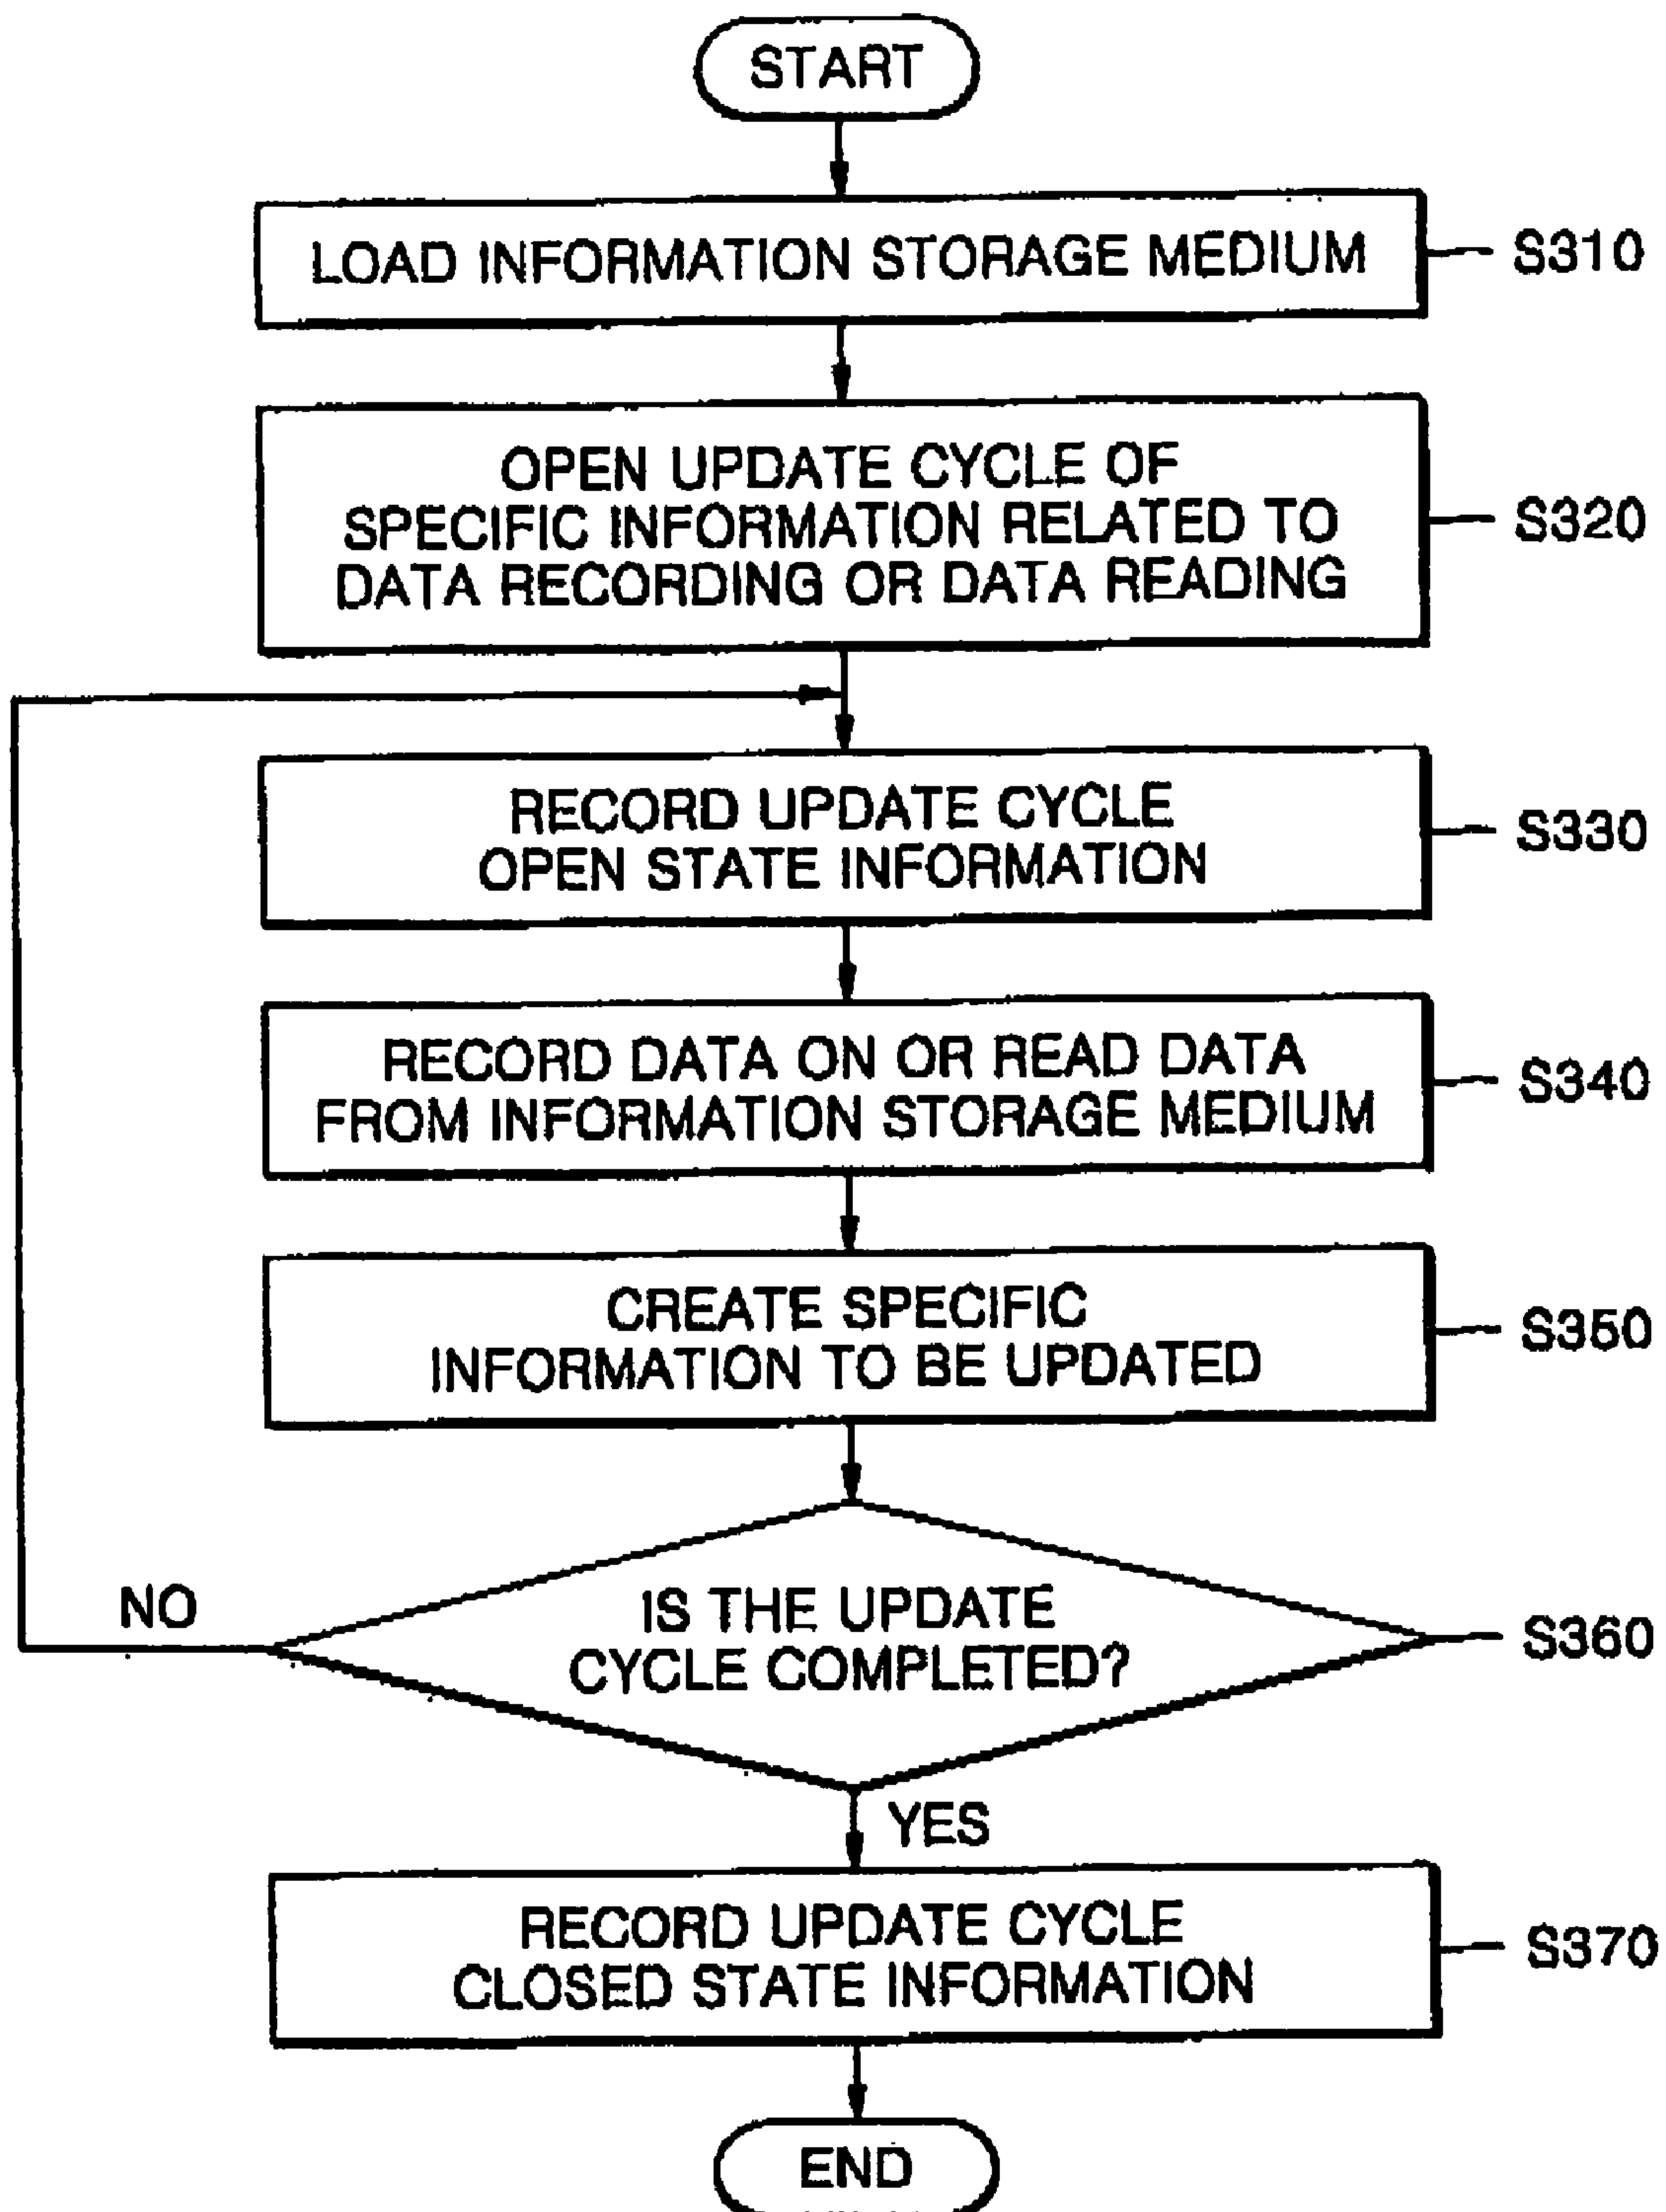 START
LOAD INFORMATION STORAGE MEDIUM
S310
OPEN UPDATE CYCLE OF
SPECIFIC INFORMATION RELATED TO
DATA RECORDING OR DATA READING
S320
RECORD UPDATE CYCLE
OPEN STATE INFORMATION
S330
RECORD DATA ON OR READ DATA
FROM INFORMATION STORAGE MEDIUM
S340
CREATE SPECIFIC
INFORMATION TO BE UPDATED
S350
NO
IS THE UPDATE
CYCLE COMPLETED?
S360
YES
RECORD UPDATE CYCLE
CLOSED STATE INFORMATION
S370
END